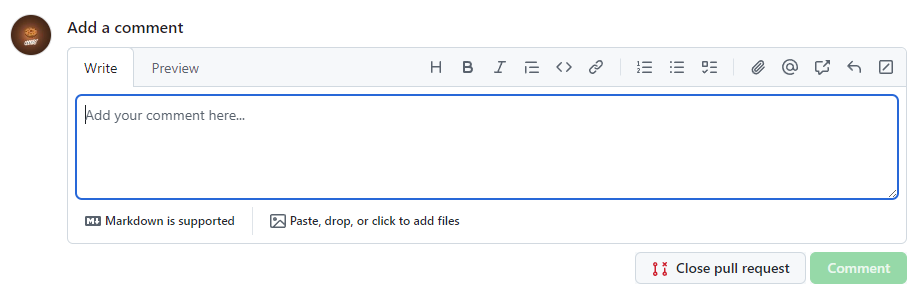 Add a comment
Write Preview
Add your comment here...
Markdown is supported Paste, drop, or click to add files
Close pull request Comment